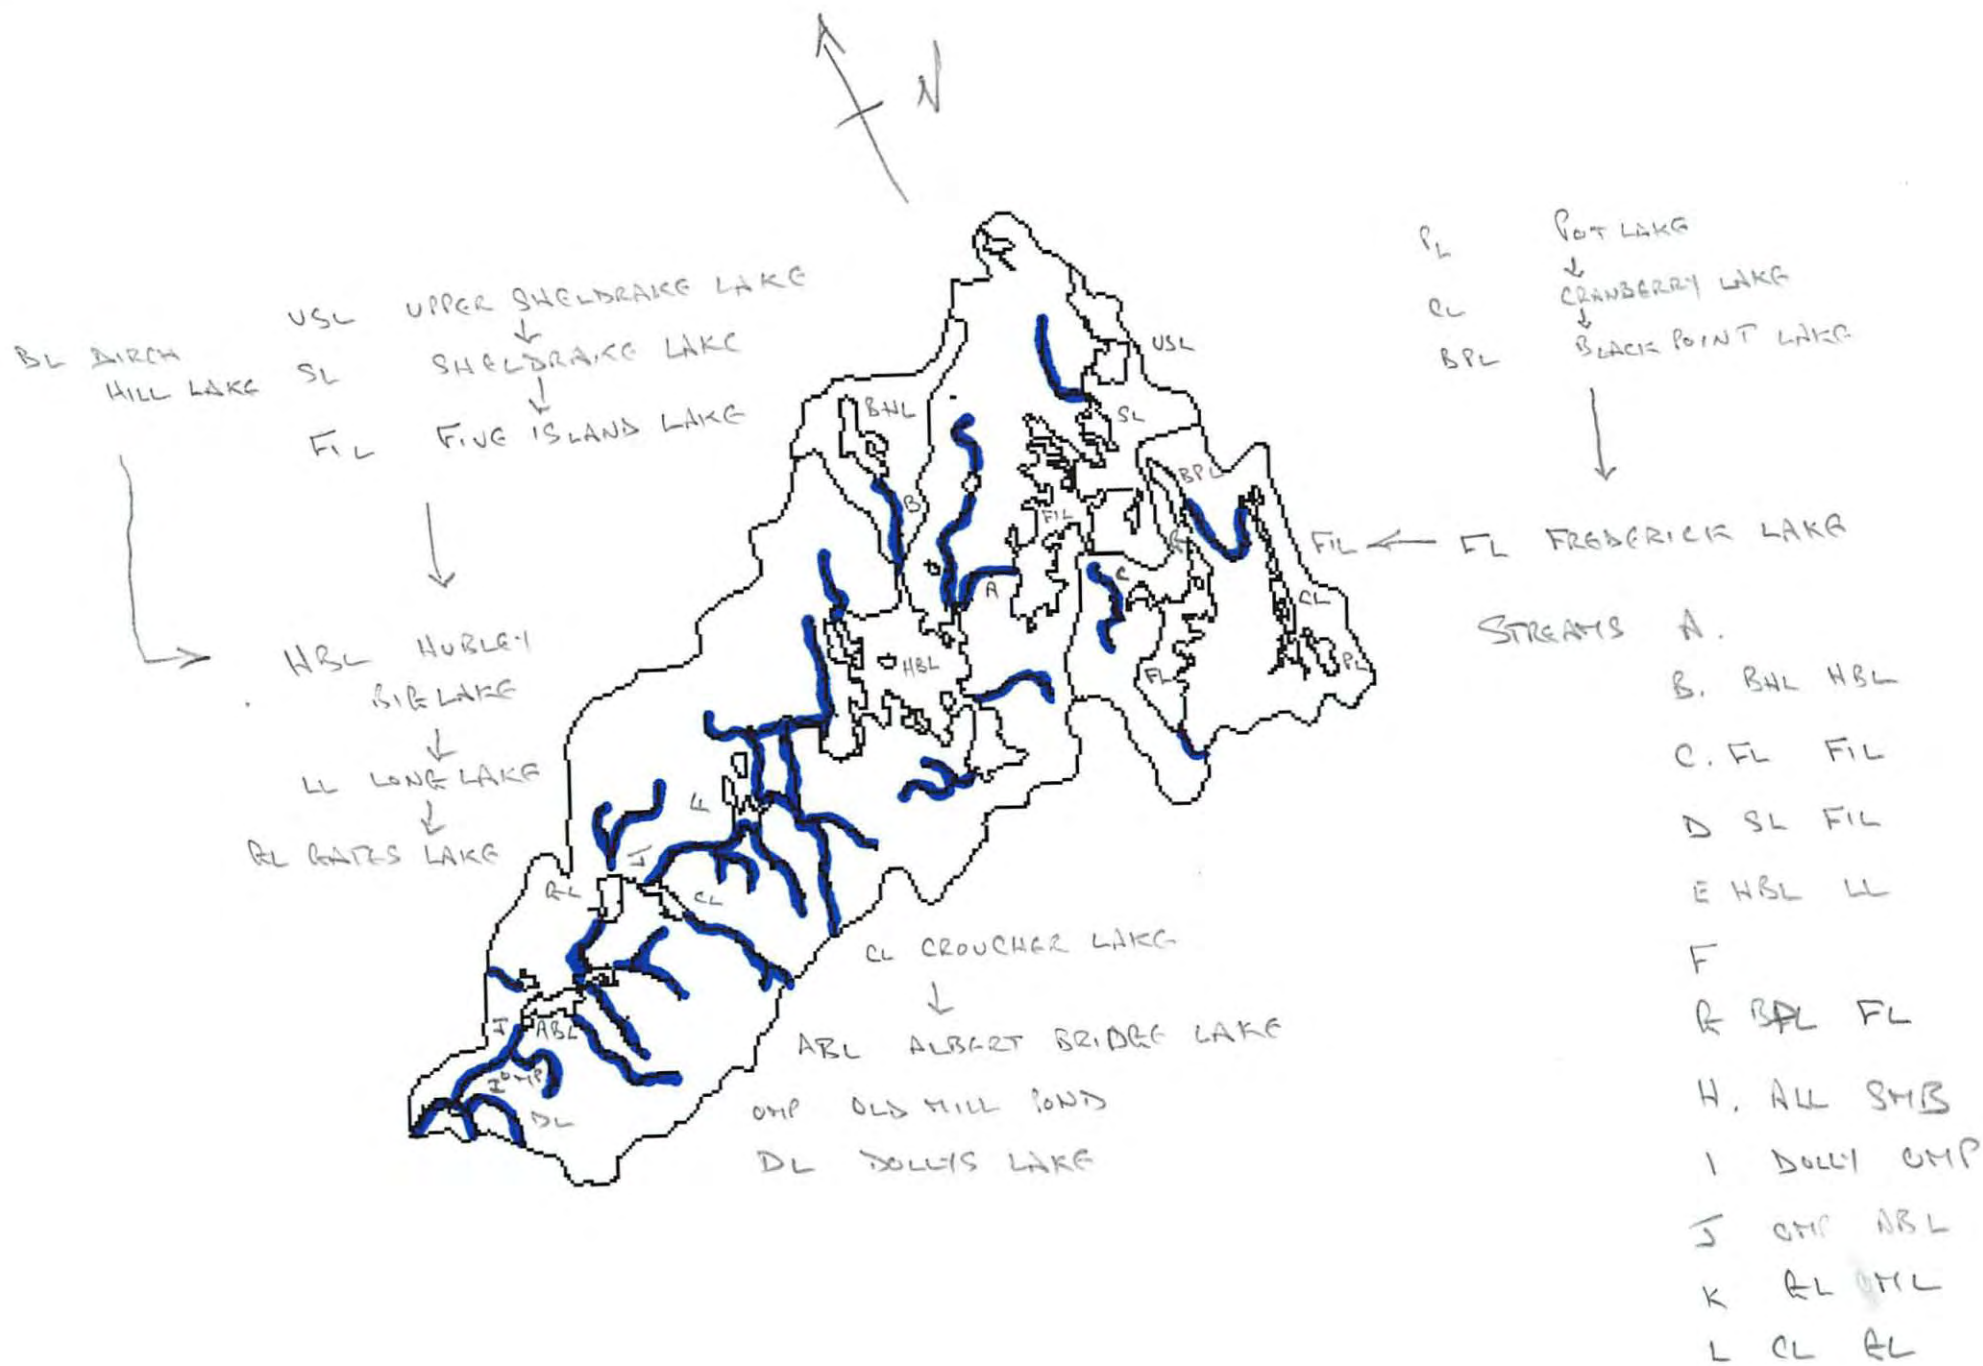 N
USL UPPER SHELDRAKE LAKE
↓
SL SHELDRAKE LAKE
↓
FIL FIVE ISLAND LAKE
BL BIRCH
HILL LAKE
HBL HUBLEY
BIG LAKE
↓
LL LONG LAKE
↓
GL GATES LAKE
PL POT LAKE
↓
CL CRANBERRY LAKE
↓
BPL BLACK POINT LAKE
FIL ← FL FREDERICK LAKE
STREAMS A.
B. BHL HBL
C. FL FIL
D SL FIL
E HBL LL
F
G BPL FL
H. ALL SMB
I DOLLY OMP
J OMP ABL
K GL OML
L CL GL
USL
BHL
SL
BPL
B
FIL
G
A
C
CL
HBL
FL
PL
F
GL
CL
ABL
J
I
OMP
DL
CL CROUCHER LAKE
↓
ABL ALBERT BRIDGE LAKE
OMP OLD MILL POND
DL DOLLYS LAKE